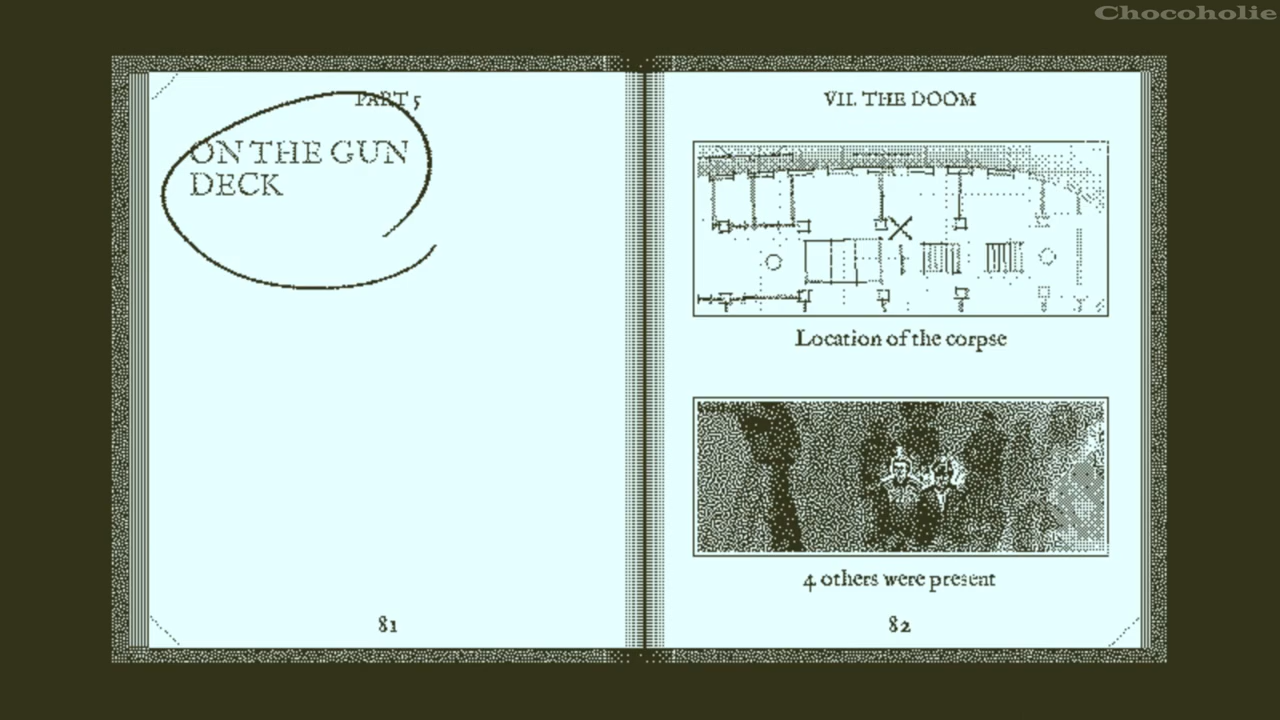 Chocoholie
PART 5
ON THE GUN
DECK
81
VII. THE DOOM
Location of the corpse
4 others were present
82